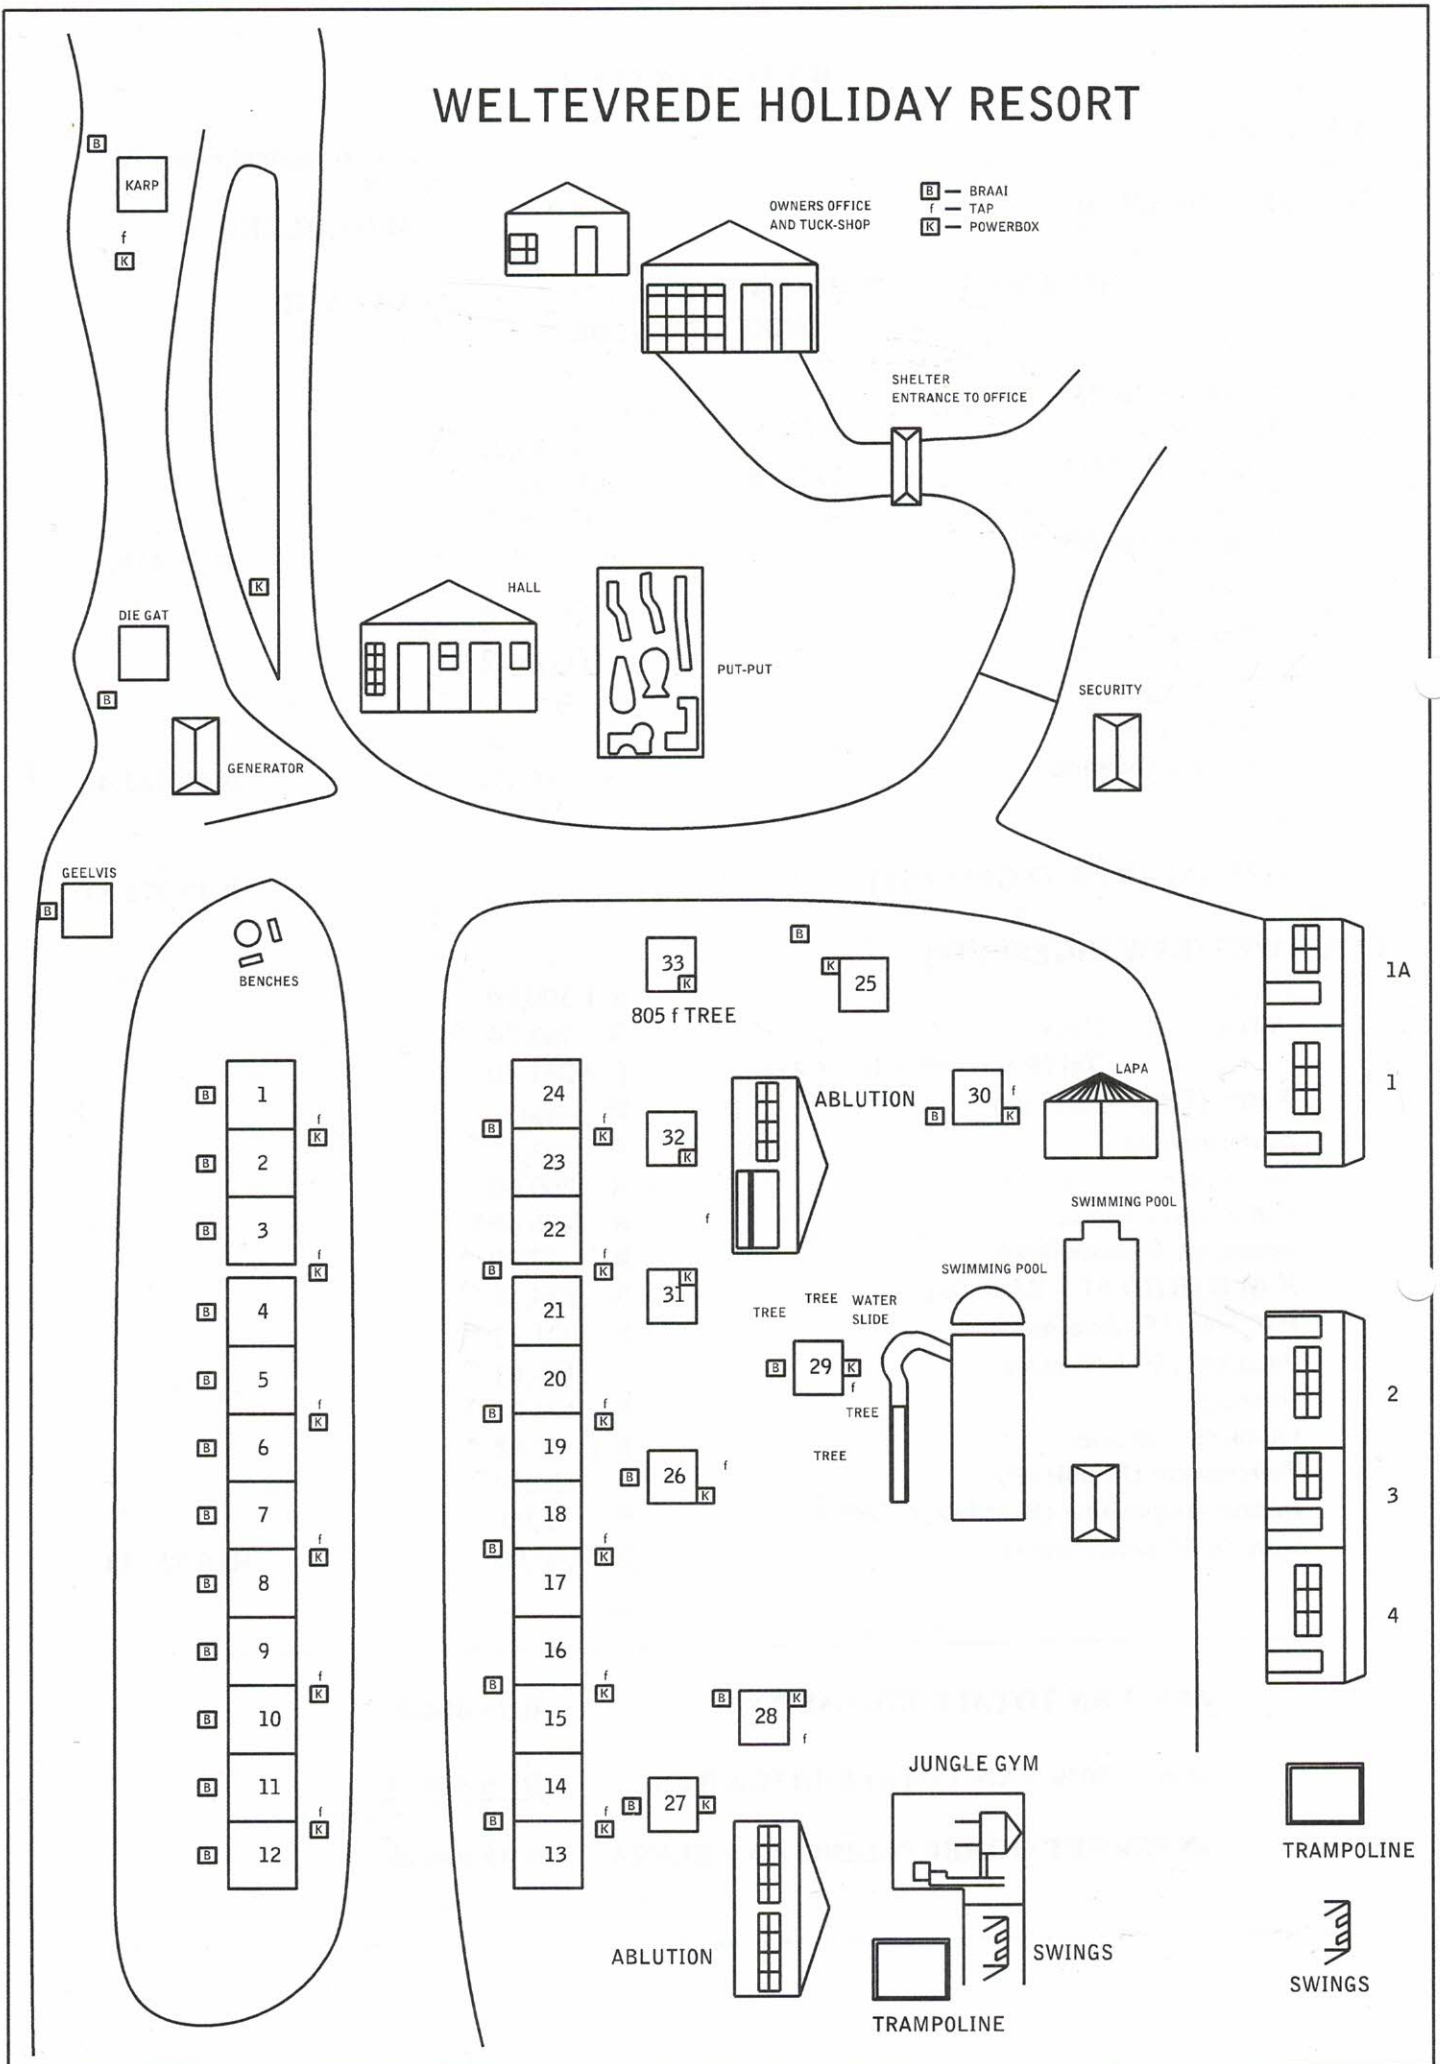 WELTEVREDE HOLIDAY RESORT
B
KARP
f
K
OWNERS OFFICE
AND TUCK-SHOP
B — BRAAI
f — TAP
K — POWERBOX
SHELTER
ENTRANCE TO OFFICE
K
DIE GAT
B
HALL
PUT-PUT
SECURITY
GENERATOR
GEELVIS
B
BENCHES
33
K
805 f TREE
B
K
25
1A
1
B
1
f
K
B
2
B
3
f
K
B
4
B
5
f
K
B
6
B
7
f
K
B
8
B
9
f
K
B
10
B
11
f
K
B
12
24
B
f
K
23
22
B
f
K
21
20
B
f
K
19
18
B
f
K
17
16
B
f
K
15
14
B
f
K
13
32
K
ABLUTION
f
B
30
f
K
LAPA
SWIMMING POOL
SWIMMING POOL
K
31
TREE
TREE
WATER
SLIDE
B
29
K
f
TREE
TREE
B
26
K
f
2
3
4
B
28
K
f
B
27
K
ABLUTION
JUNGLE GYM
SWINGS
TRAMPOLINE
TRAMPOLINE
SWINGS